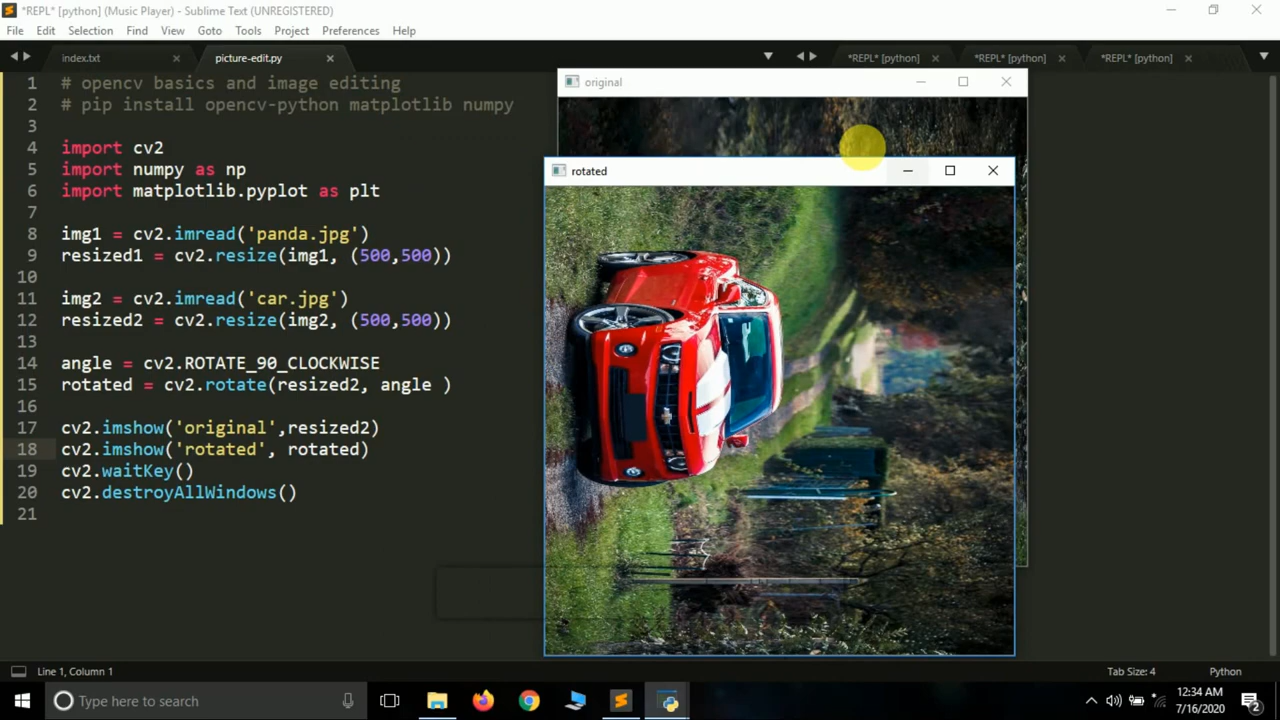 *REPL* [python] (Music Player) - Sublime Text (UNREGISTERED)
File Edit Selection Find View Goto Tools Project Preferences Help
index.txt picture-edit.py *REPL* [python] *REPL* [python] *REPL* [python]
1 # opencv basics and image editing
2 # pip install opencv-python matplotlib numpy
3
4 import cv2
5 import numpy as np
6 import matplotlib.pyplot as plt
7
8 img1 = cv2.imread('panda.jpg')
9 resized1 = cv2.resize(img1, (500,500))
10
11 img2 = cv2.imread('car.jpg')
12 resized2 = cv2.resize(img2, (500,500))
13
14 angle = cv2.ROTATE_90_CLOCKWISE
15 rotated = cv2.rotate(resized2, angle )
16
17 cv2.imshow('original',resized2)
18 cv2.imshow('rotated', rotated)
19 cv2.waitKey()
20 cv2.destroyAllWindows()
21
original
rotated
Line 1, Column 1 Tab Size: 4 Python
Type here to search
12:34 AM
7/16/2020
2